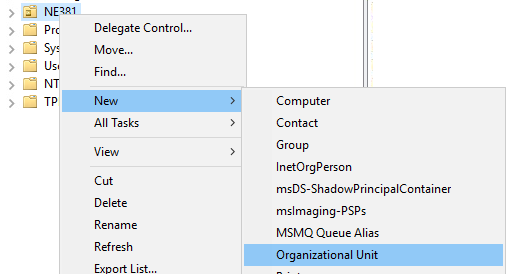 NE381
Pro
Sys
Use
NT
TP
Delegate Control...
Move...
Find...
New
All Tasks
View
Cut
Delete
Rename
Refresh
Export List...
Computer
Contact
Group
InetOrgPerson
msDS-ShadowPrincipalContainer
msImaging-PSPs
MSMQ Queue Alias
Organizational Unit